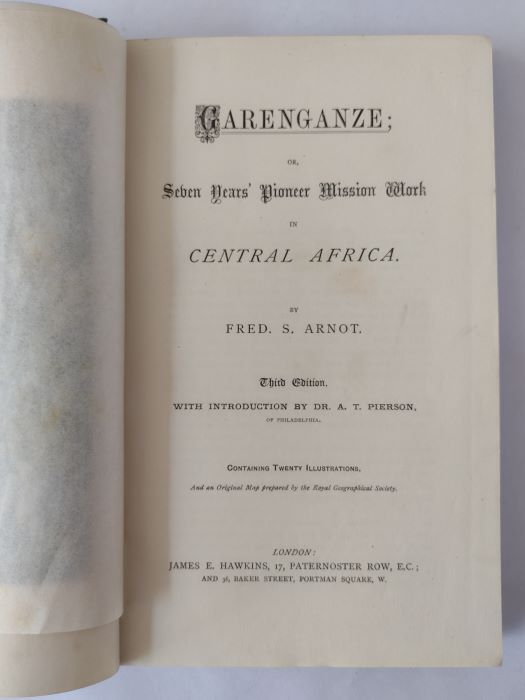 GARENGANZE;
OR,
Seven Years' Pioneer Mission Work
IN
CENTRAL AFRICA.
BY
FRED. S. ARNOT.
Third Edition.
WITH INTRODUCTION BY DR. A. T. PIERSON,
OF PHILADELPHIA.
CONTAINING TWENTY ILLUSTRATIONS,
And an Original Map prepared by the Royal Geographical Society.
LONDON:
JAMES E. HAWKINS, 17, PATERNOSTER ROW, E.C.;
AND 36, BAKER STREET, PORTMAN SQUARE, W.